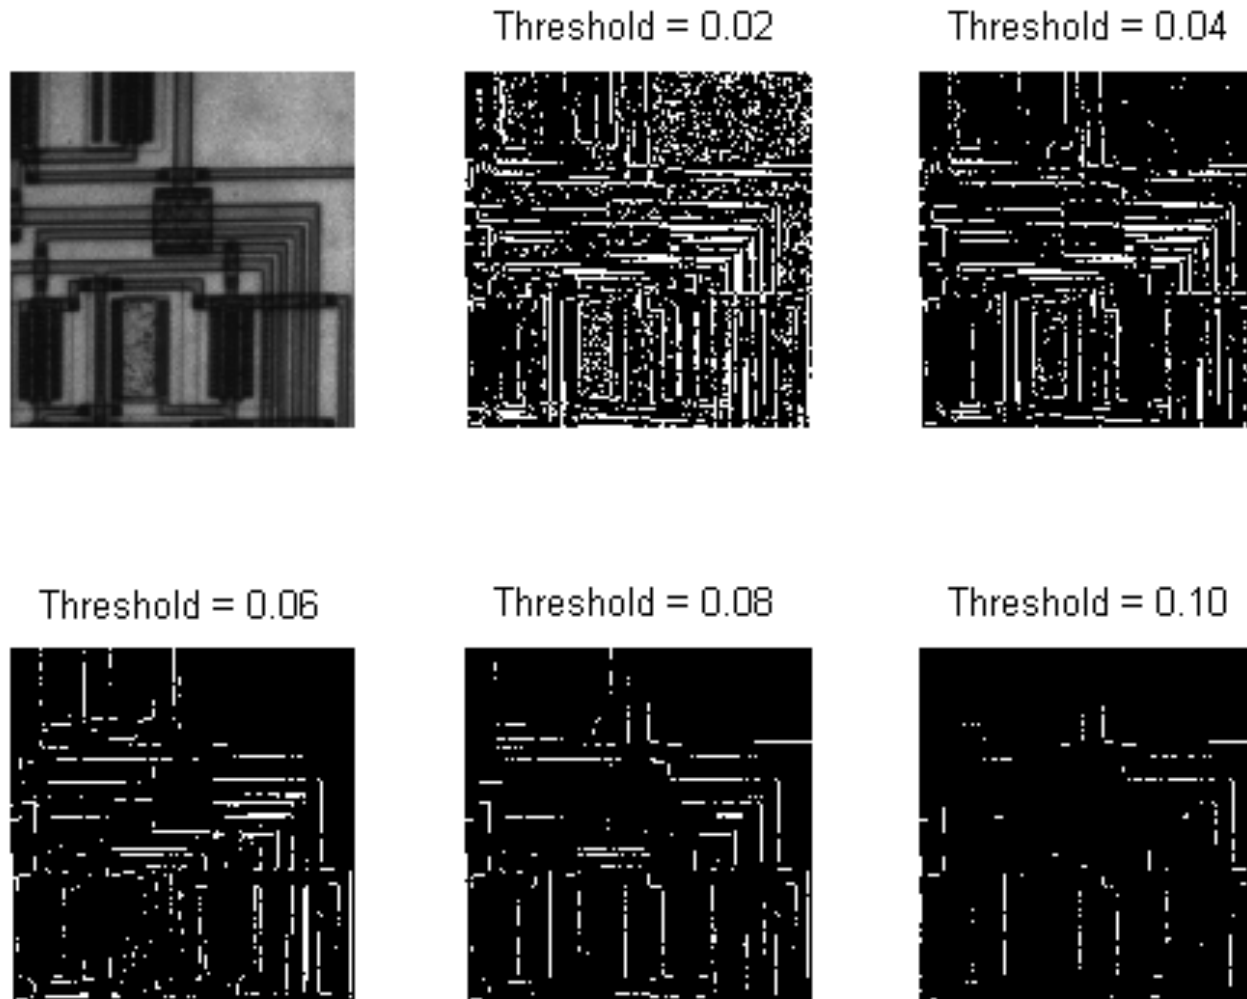 Threshold = 0.02
Threshold = 0.04
Threshold = 0.06
Threshold = 0.08
Threshold = 0.10